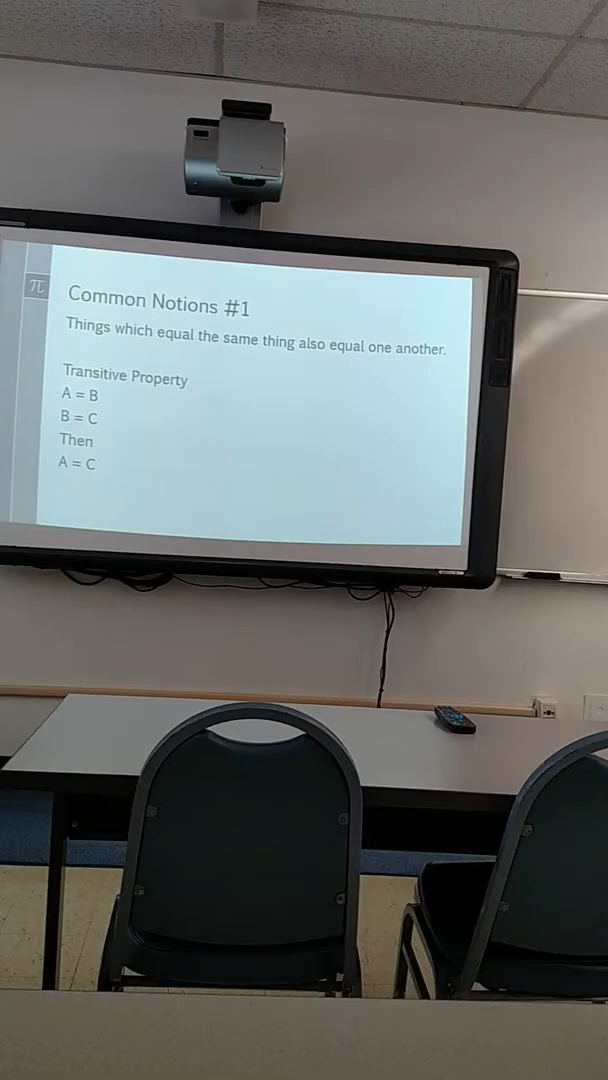 π
Common Notions #1
Things which equal the same thing also equal one another.
Transitive Property
A = B
B = C
Then
A = C